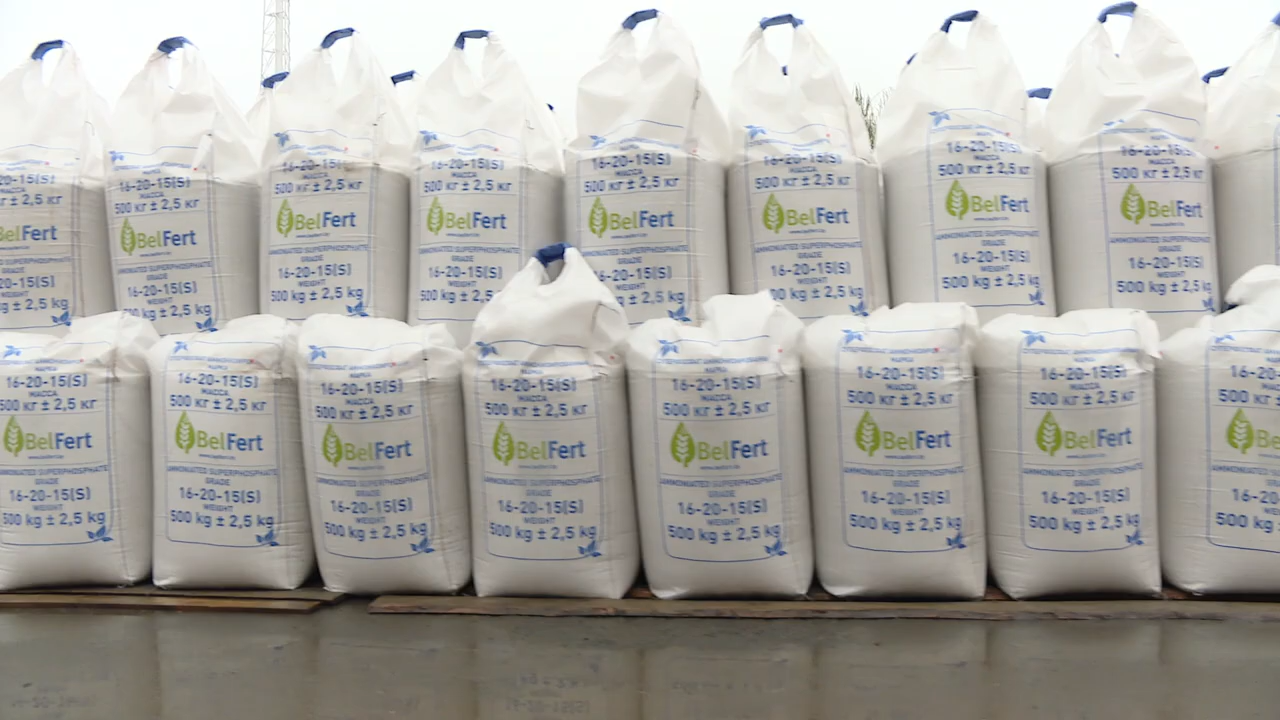 16-20-15(S)
МАССА
500 кг ± 2,5 кг
BelFert
AMMONIATED SUPERPHOSPHATE
GRADE
16-20-15(S)
WEIGHT
500 kg ± 2,5 kg